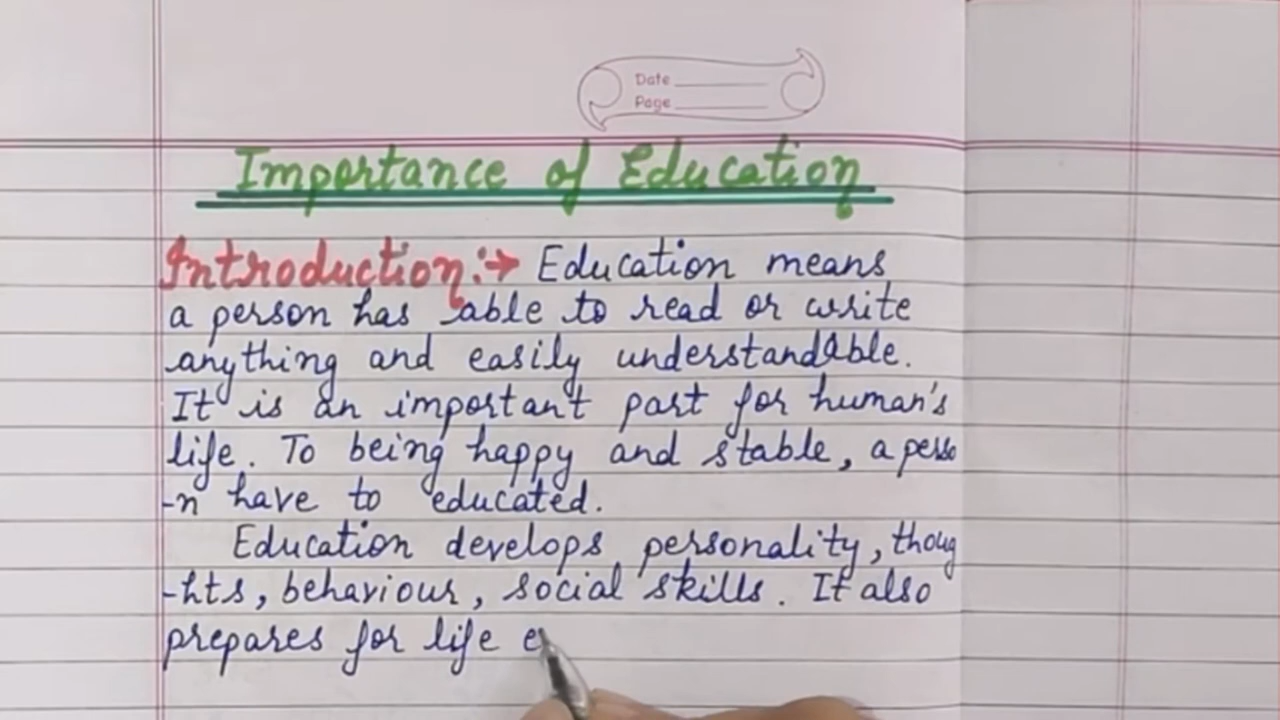 Date
Page
Importance of Education
Introduction:→ Education means
a person has able to read or write
anything and easily understandable.
It is an important part for human's
life. To being happy and stable, a perso
-n have to educated.
Education develops personality, thoug
-hts, behaviour, social skills. It also
prepares for life e